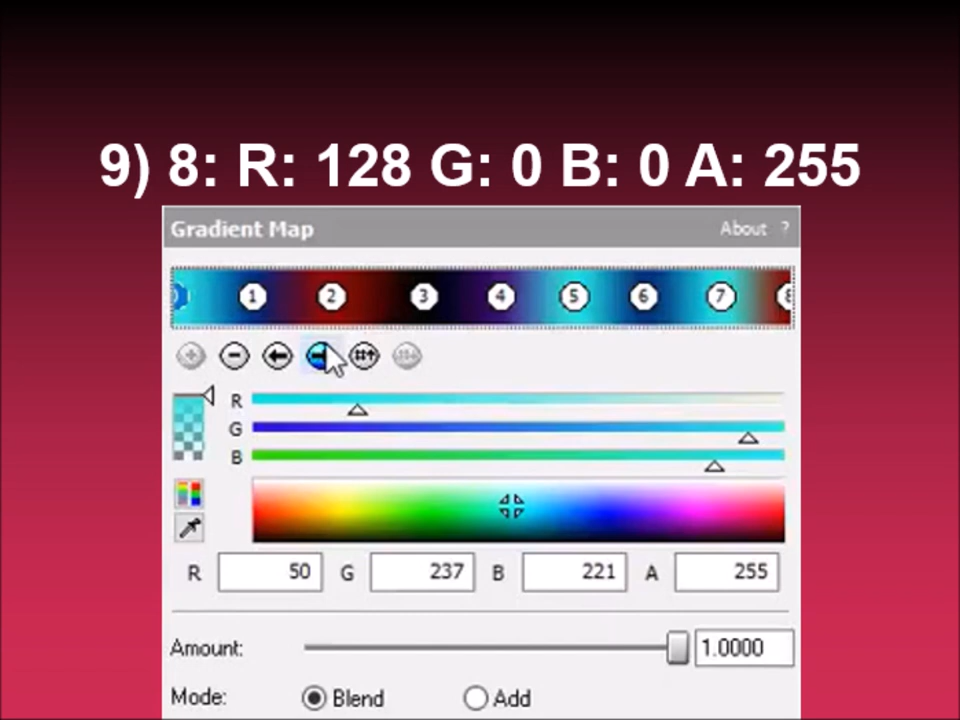 9) 8: R: 128 G: 0 B: 0 A: 255
Gradient Map About ?
1 2 3 4 5 6 7 8
R
G
B
R 50 G 237 B 221 A 255
Amount: 1.0000
Mode: Blend Add